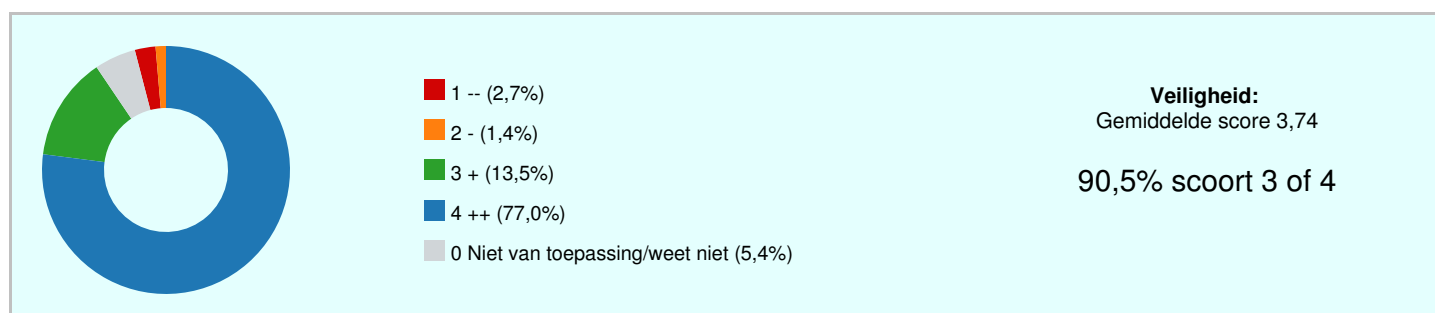 1 -- (2,7%)
2 - (1,4%)
3 + (13,5%)
4 ++ (77,0%)
0 Niet van toepassing/weet niet (5,4%)
Veiligheid:
Gemiddelde score 3,74
90,5% scoort 3 of 4